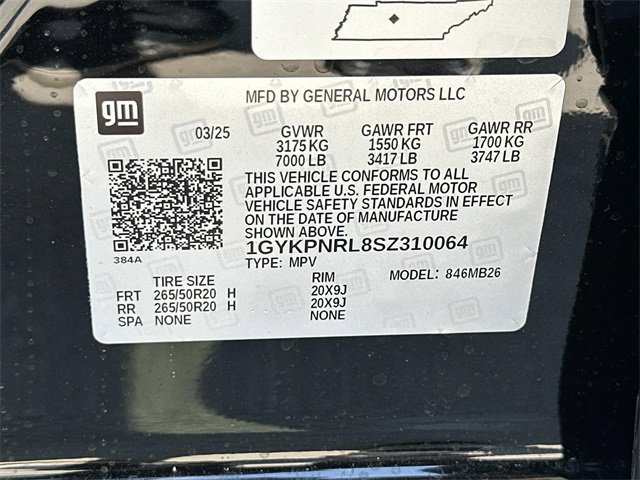 gm
MFD BY GENERAL MOTORS LLC
03/25 GVWR GAWR FRT GAWR RR
3175 KG 1550 KG 1700 KG
7000 LB 3417 LB 3747 LB
THIS VEHICLE CONFORMS TO ALL
APPLICABLE U.S. FEDERAL MOTOR
VEHICLE SAFETY STANDARDS IN EFFECT
ON THE DATE OF MANUFACTURE
SHOWN ABOVE.
1GYKPNRL8SZ310064
384A
TYPE: MPV MODEL: 846MB26
TIRE SIZE RIM
FRT 265/50R20 H 20X9J
RR 265/50R20 H 20X9J
SPA NONE NONE